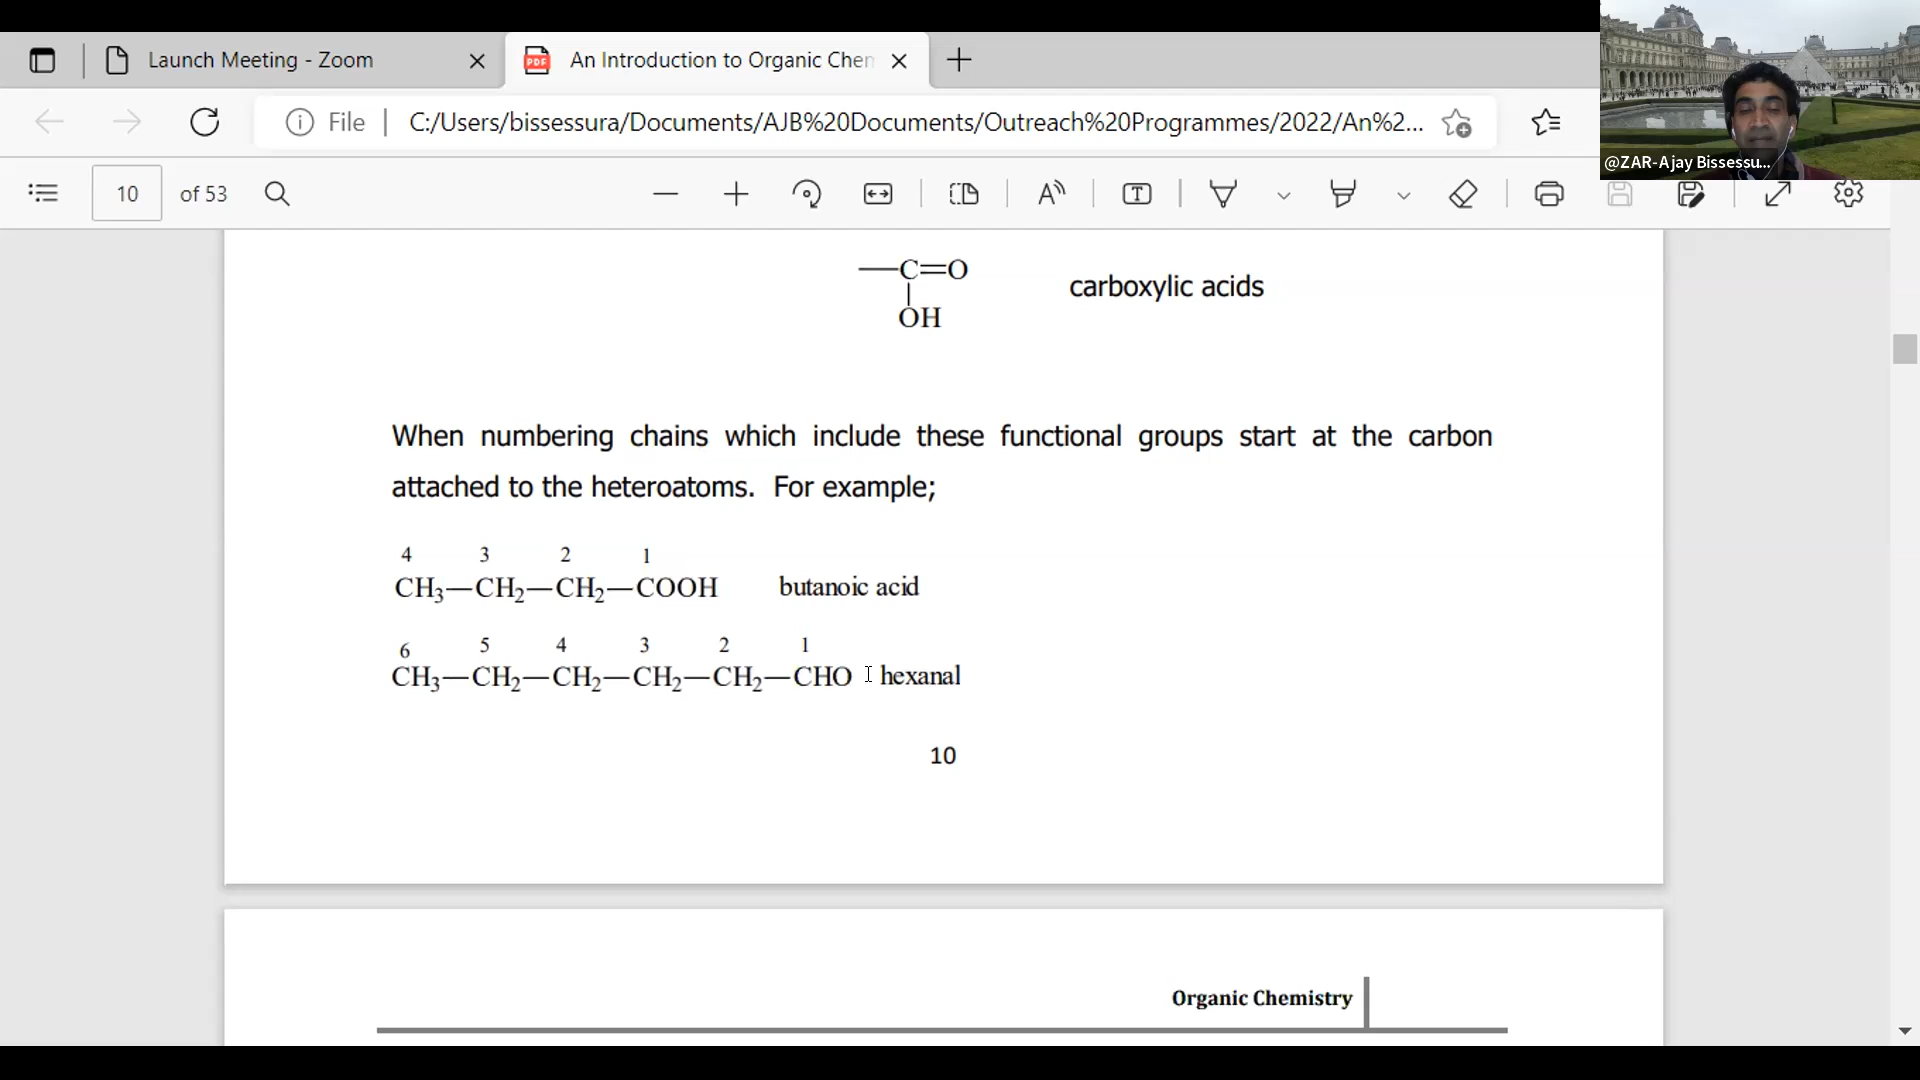 Launch Meeting - Zoom
An Introduction to Organic Chem
File
C:/Users/bissessura/Documents/AJB%20Documents/Outreach%20Programmes/2022/An%2...
@ZAR-Ajay Bissessu...
10 of 53
C=O
OH
carboxylic acids
When numbering chains which include these functional groups start at the carbon
attached to the heteroatoms. For example;
4 3 2 1
CH₃—CH₂—CH₂—COOH butanoic acid
6 5 4 3 2 1
CH₃—CH₂—CH₂—CH₂—CH₂—CHO hexanal
10
Organic Chemistry